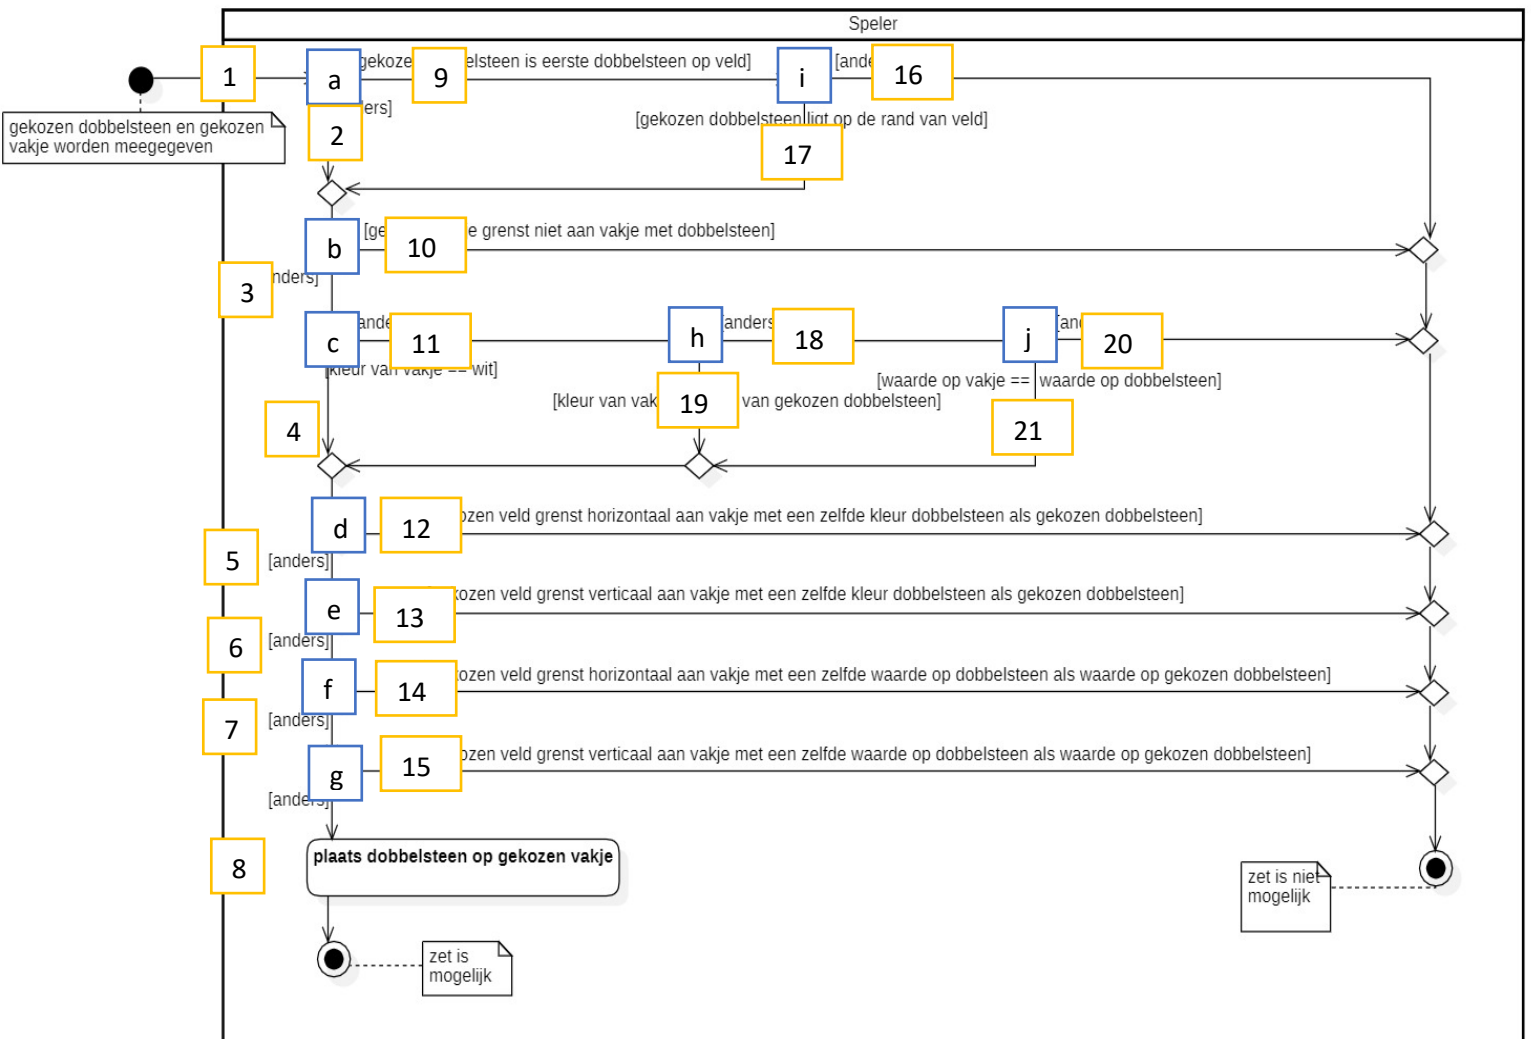 Speler
1
a
gekoze
9
elsteen is eerste dobbelsteen op veld]
i
[ande
16
ers]
2
[gekozen dobbelsteen ligt op de rand van veld]
17
gekozen dobbelsteen en gekozen
vakje worden meegegeven
b
[ge
10
e grenst niet aan vakje met dobbelsteen]
3
nders]
c
ande
11
h
anders
18
j
[an
20
[kleur van vakje == wit]
[waarde op vakje == waarde op dobbelsteen]
[kleur van vak
19
van gekozen dobbelsteen]
4
21
d
12
ozen veld grenst horizontaal aan vakje met een zelfde kleur dobbelsteen als gekozen dobbelsteen]
5
[anders]
e
13
kozen veld grenst verticaal aan vakje met een zelfde kleur dobbelsteen als gekozen dobbelsteen]
6
[anders]
f
14
ozen veld grenst horizontaal aan vakje met een zelfde waarde op dobbelsteen als waarde op gekozen dobbelsteen]
7
[anders]
g
15
ozen veld grenst verticaal aan vakje met een zelfde waarde op dobbelsteen als waarde op gekozen dobbelsteen]
[anders]
8
plaats dobbelsteen op gekozen vakje
zet is niet
mogelijk
zet is
mogelijk